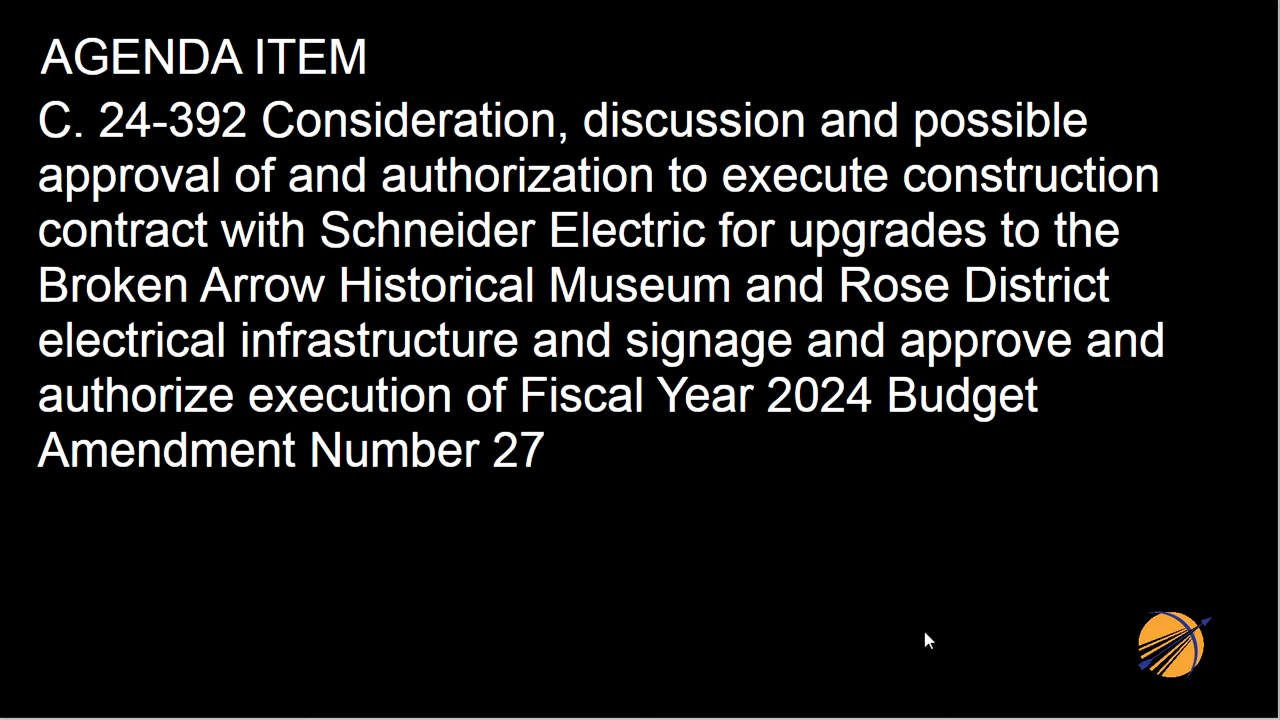 AGENDA ITEM
C. 24-392 Consideration, discussion and possible
approval of and authorization to execute construction
contract with Schneider Electric for upgrades to the
Broken Arrow Historical Museum and Rose District
electrical infrastructure and signage and approve and
authorize execution of Fiscal Year 2024 Budget
Amendment Number 27